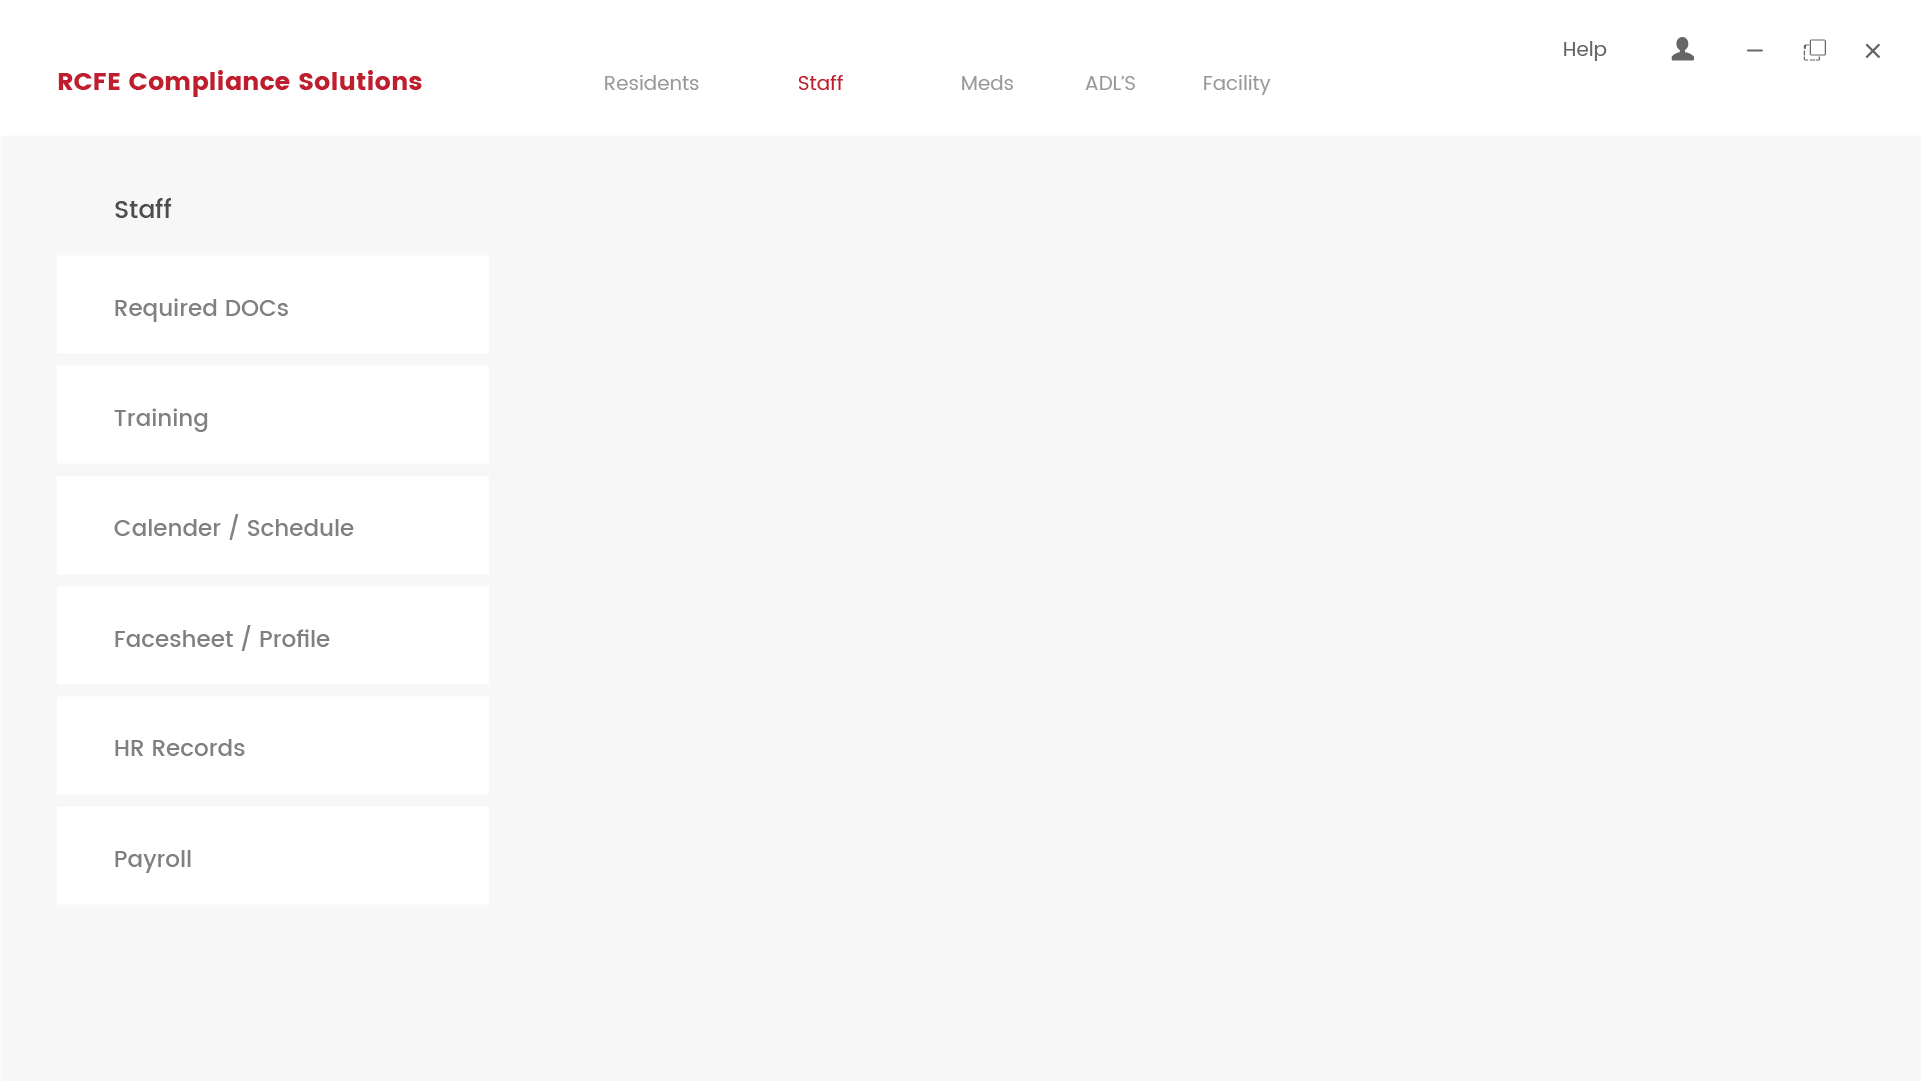 Help
RCFE Compliance Solutions Residents Staff Meds ADL'S Facility
Staff
Required DOCs
Training
Calender / Schedule
Facesheet / Profile
HR Records
Payroll